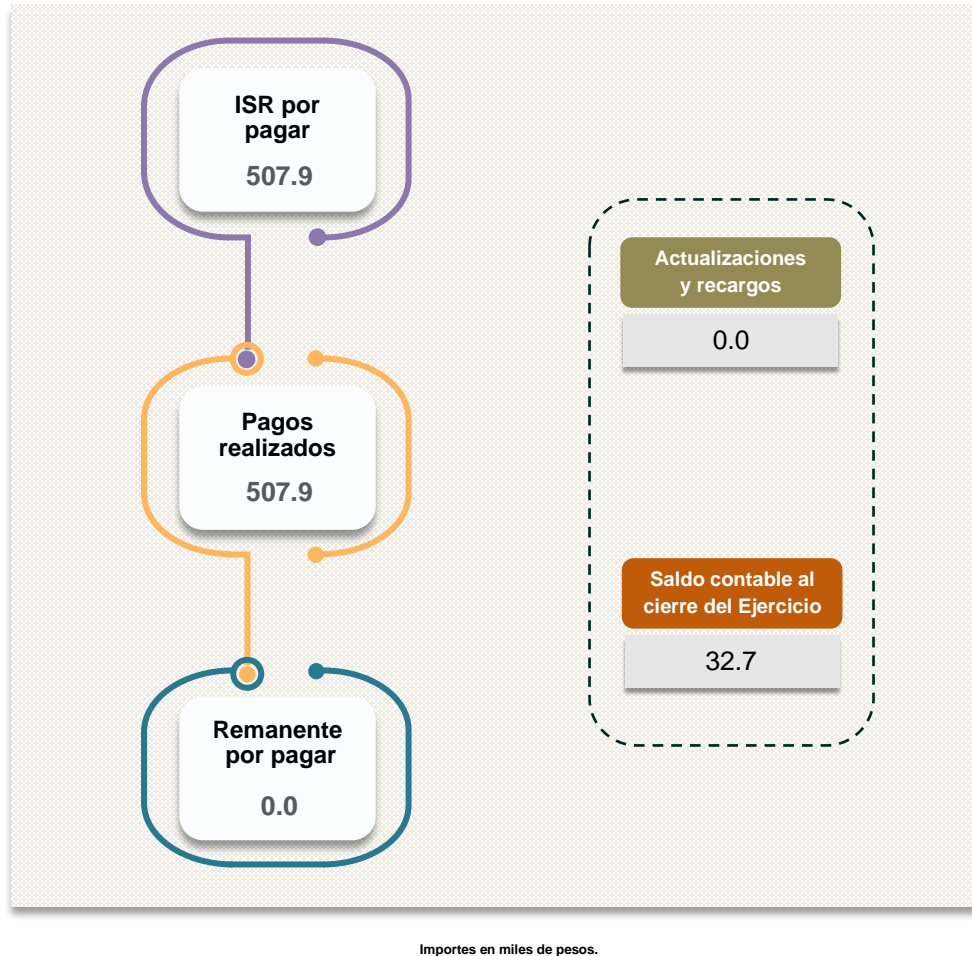 ISR por
pagar
507.9
Pagos
realizados
507.9
Remanente
por pagar
0.0
Actualizaciones
y recargos
0.0
Saldo contable al
cierre del Ejercicio
32.7
Importes en miles de pesos.